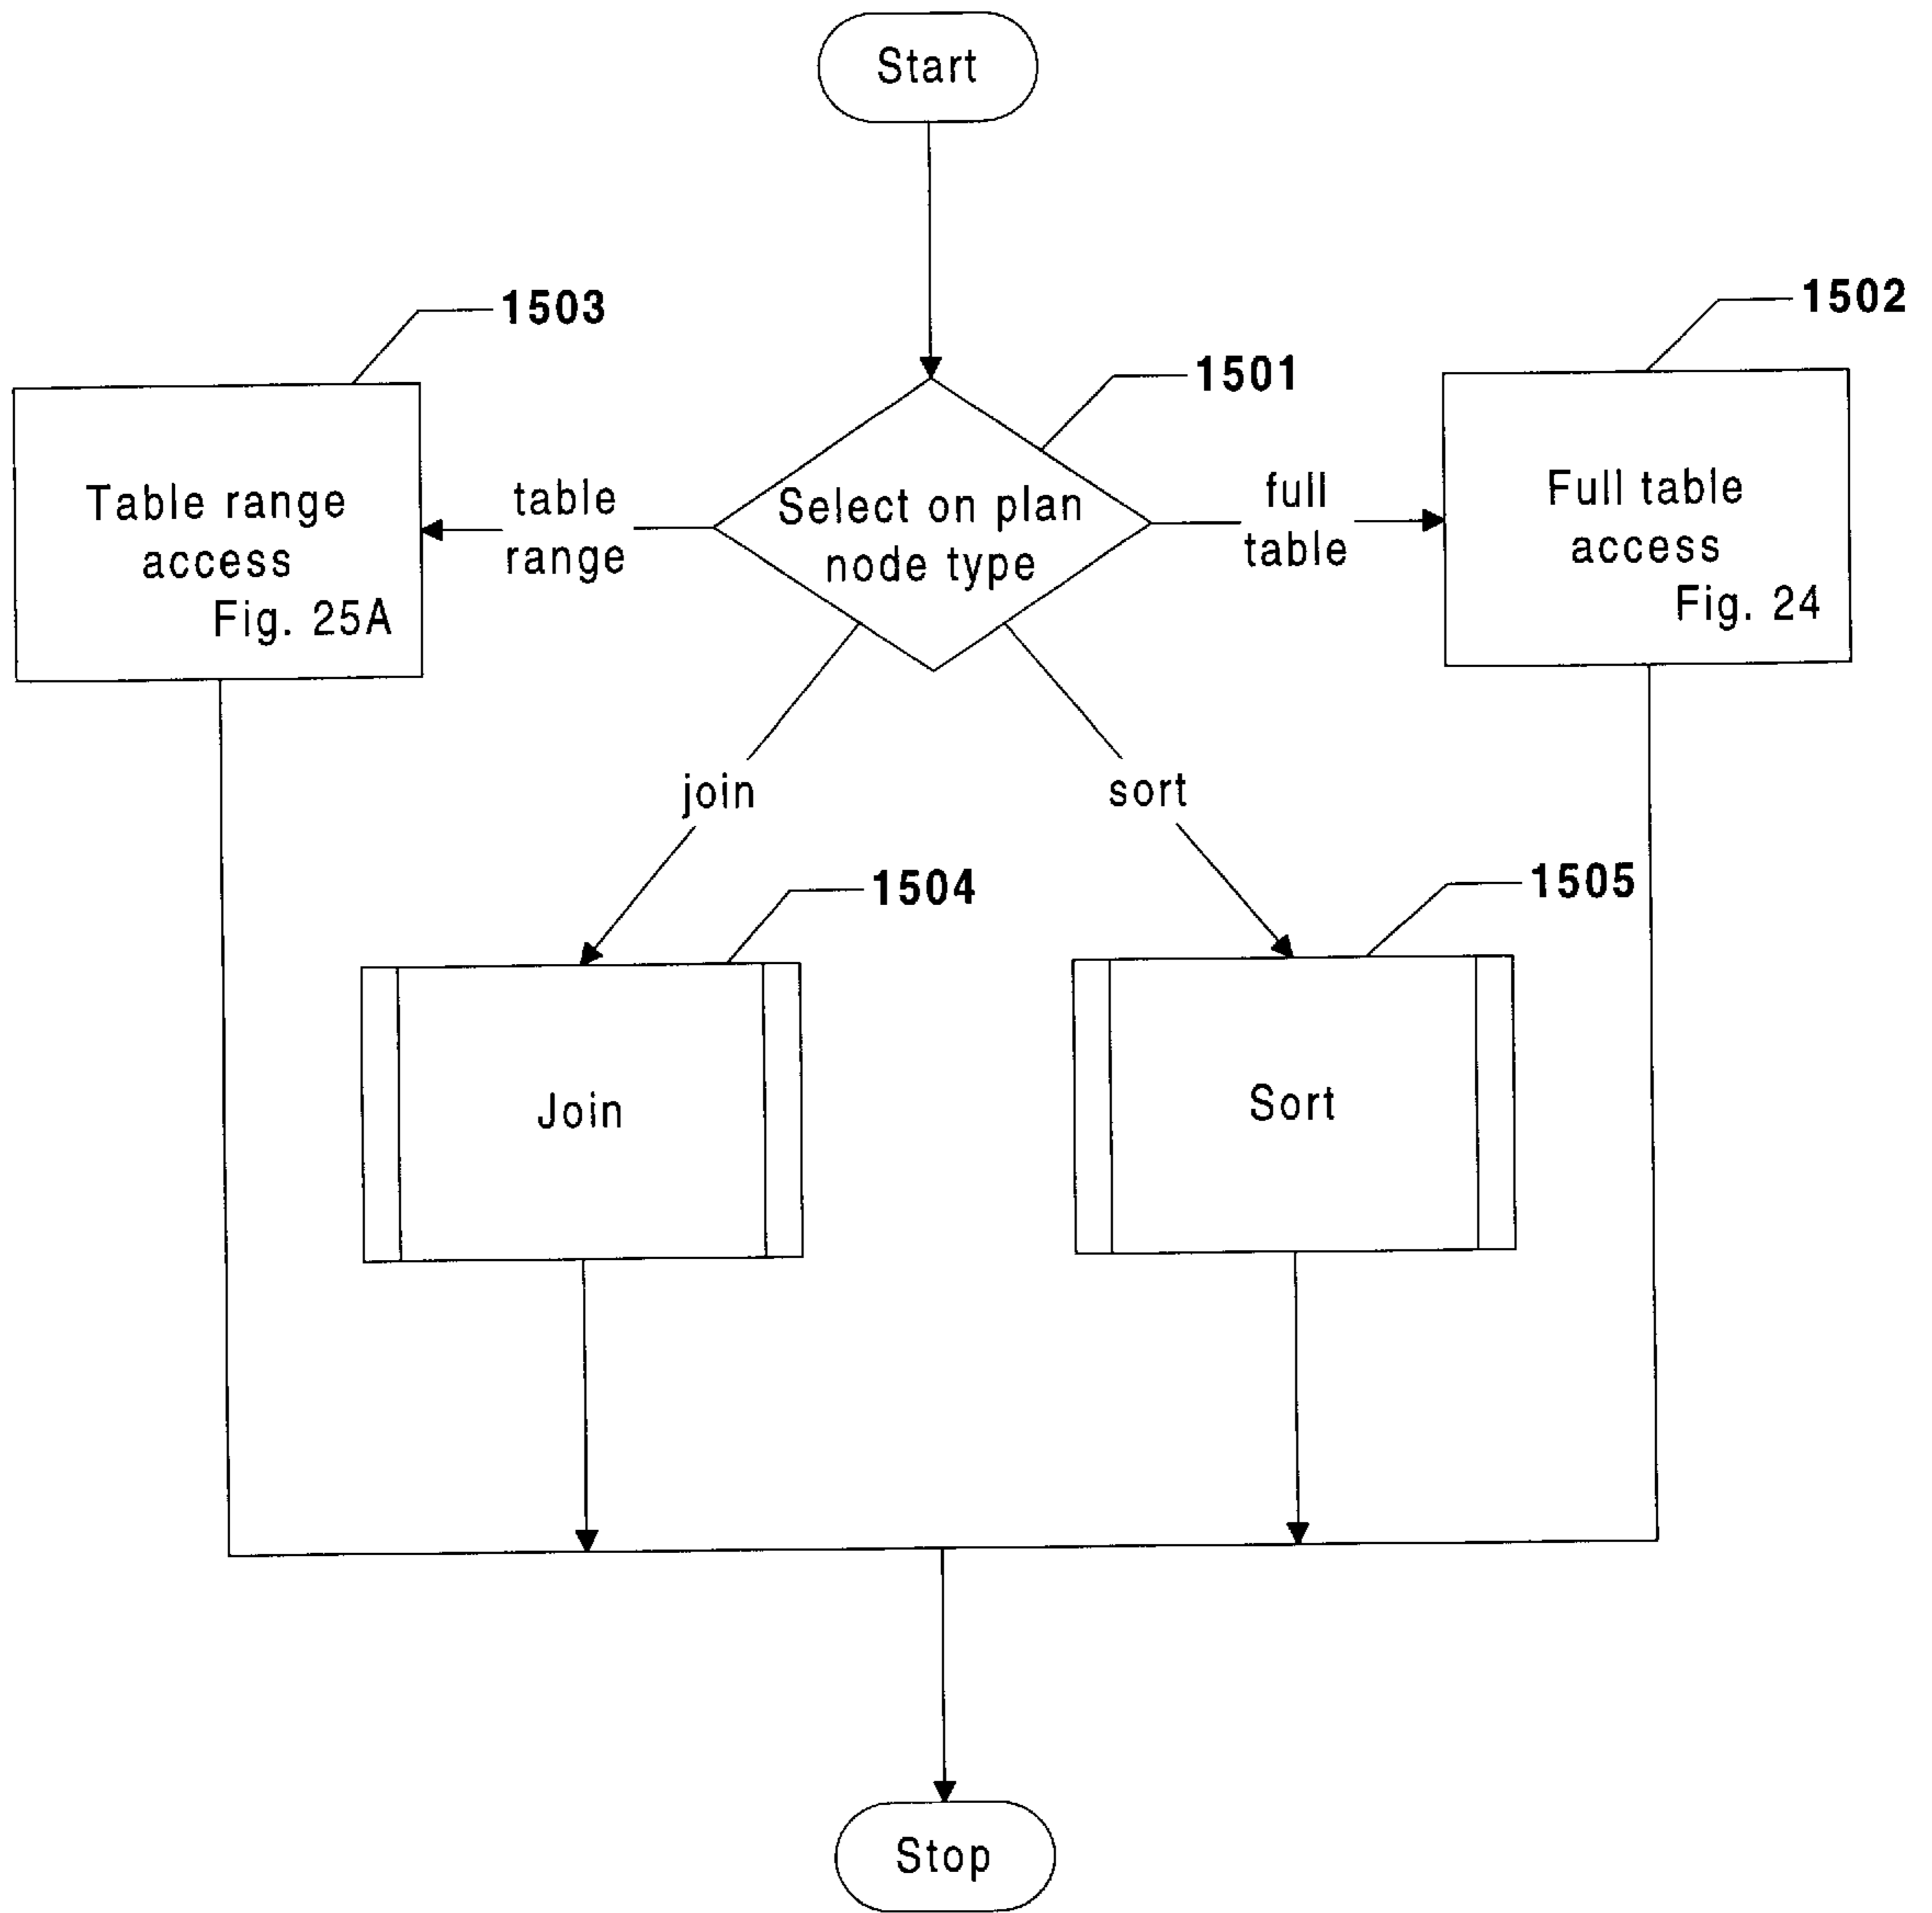 Start
1503
1502
1501
Table range
access
Fig. 25A
table
range
Select on plan
node type
full
table
Full table
access
Fig. 24
join
sort
1504
1505
Join
Sort
Stop